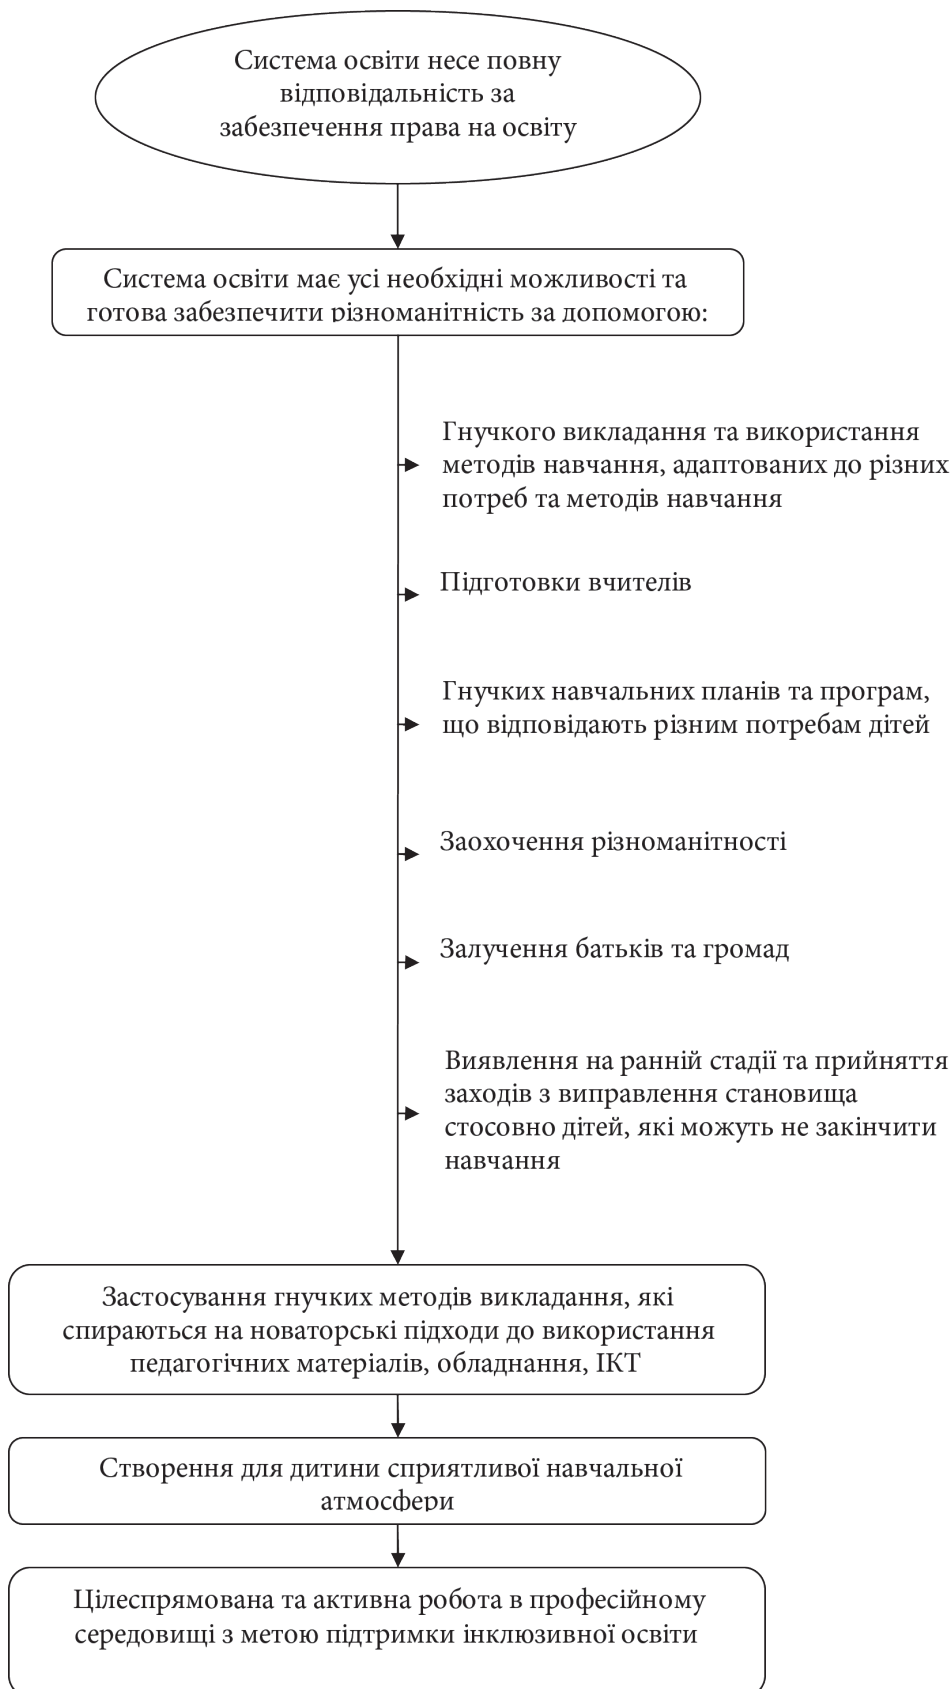 Система освіти несе повну
відповідальність за
забезпечення права на освіту
Система освіти має усі необхідні можливості та
готова забезпечити різноманітність за допомогою:
Гнучкого викладання та використання
методів навчання, адаптованих до різних
потреб та методів навчання
Підготовки вчителів
Гнучких навчальних планів та програм,
що відповідають різним потребам дітей
Заохочення різноманітності
Залучення батьків та громад
Виявлення на ранній стадії та прийняття
заходів з виправлення становища
стосовно дітей, які можуть не закінчити
навчання
Застосування гнучких методів викладання, які
спираються на новаторські підходи до використання
педагогічних матеріалів, обладнання, ІКТ
Створення для дитини сприятливої навчальної
атмосфери
Цілеспрямована та активна робота в професійному
середовищі з метою підтримки інклюзивної освіти